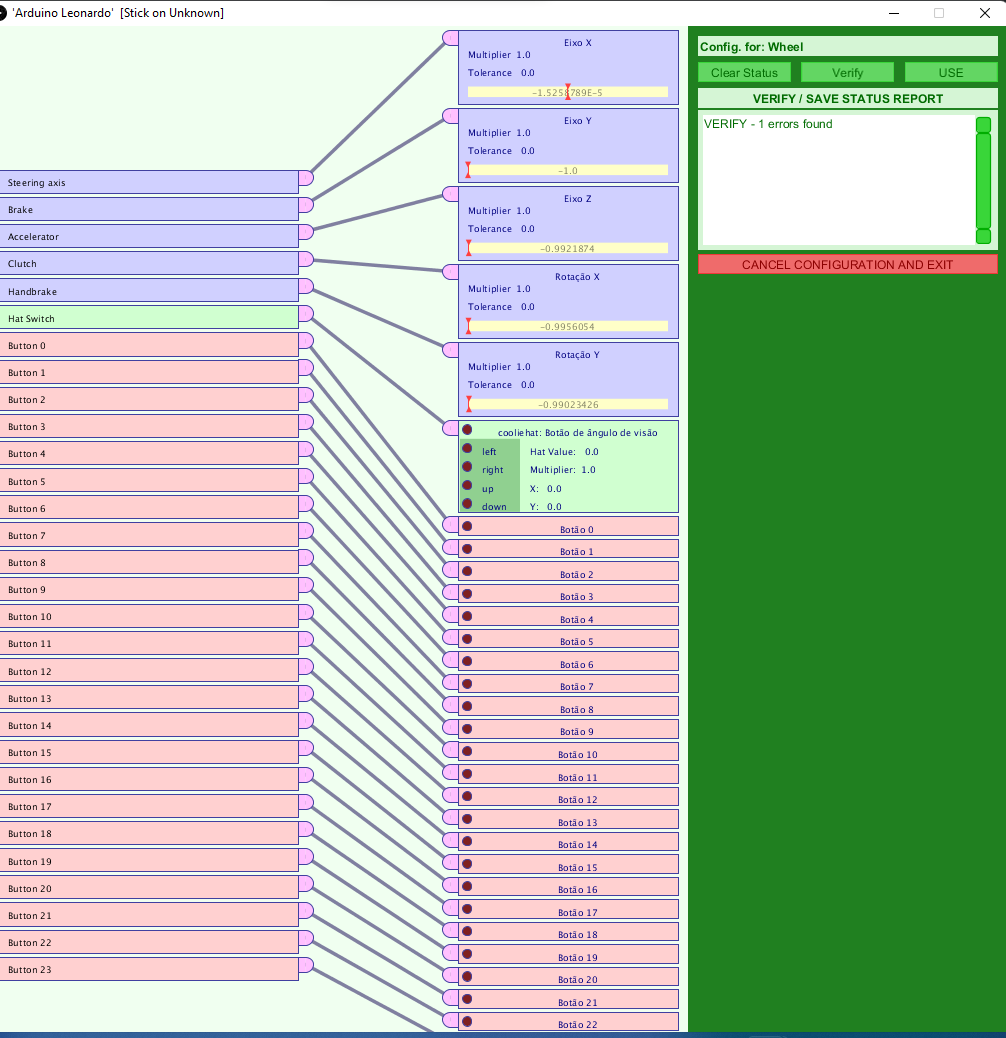 'Arduino Leonardo' [Stick on Unknown]
Steering axis
Brake
Accelerator
Clutch
Handbrake
Hat Switch
Button 0
Button 1
Button 2
Button 3
Button 4
Button 5
Button 6
Button 7
Button 8
Button 9
Button 10
Button 11
Button 12
Button 13
Button 14
Button 15
Button 16
Button 17
Button 18
Button 19
Button 20
Button 21
Button 22
Button 23
Eixo X
Multiplier 1.0
Tolerance 0.0
-1.5258789E-5
Eixo Y
Multiplier 1.0
Tolerance 0.0
-1.0
Eixo Z
Multiplier 1.0
Tolerance 0.0
-0.9921874
Rotação X
Multiplier 1.0
Tolerance 0.0
-0.9956054
Rotação Y
Multiplier 1.0
Tolerance 0.0
-0.99023426
cooliehat: Botão de ângulo de visão
left Hat Value: 0.0
right Multiplier: 1.0
up X: 0.0
down Y: 0.0
Botão 0
Botão 1
Botão 2
Botão 3
Botão 4
Botão 5
Botão 6
Botão 7
Botão 8
Botão 9
Botão 10
Botão 11
Botão 12
Botão 13
Botão 14
Botão 15
Botão 16
Botão 17
Botão 18
Botão 19
Botão 20
Botão 21
Botão 22
Config. for: Wheel
Clear Status Verify USE
VERIFY / SAVE STATUS REPORT
VERIFY - 1 errors found
CANCEL CONFIGURATION AND EXIT